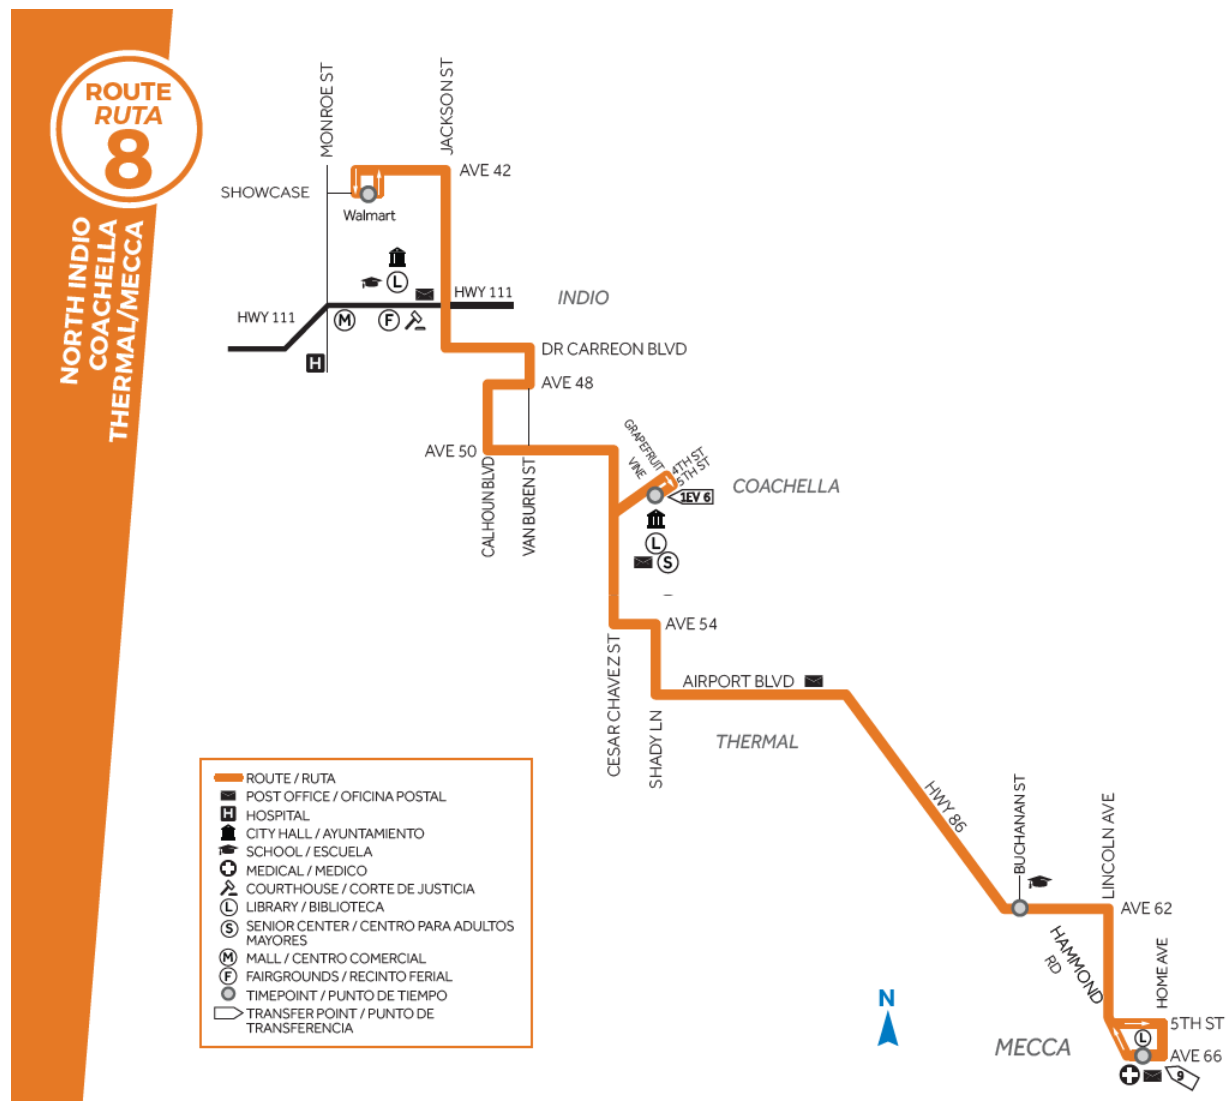 ROUTE
RUTA
8
NORTH INDIO
COACHELLA
THERMAL/MECCA
MONROE ST
JACKSON ST
AVE 42
SHOWCASE
Walmart
L
HWY 111
HWY 111
INDIO
M
F
H
DR CARREON BLVD
AVE 48
AVE 50
CALHOUN BLVD
VAN BUREN ST
GRAPEFRUIT
VINE
4TH ST
5TH ST
1EV 6
COACHELLA
L
S
AVE 54
CESAR CHAVEZ ST
SHADY LN
AIRPORT BLVD
THERMAL
HWY 86
BUCHANAN ST
LINCOLN AVE
AVE 62
HAMMOND
RD
HOME AVE
5TH ST
L
AVE 66
9
MECCA
N
ROUTE / RUTA
POST OFFICE / OFICINA POSTAL
H HOSPITAL
CITY HALL / AYUNTAMIENTO
SCHOOL / ESCUELA
MEDICAL / MEDICO
COURTHOUSE / CORTE DE JUSTICIA
L LIBRARY / BIBLIOTECA
S SENIOR CENTER / CENTRO PARA ADULTOS
MAYORES
M MALL / CENTRO COMERCIAL
F FAIRGROUNDS / RECINTO FERIAL
TIMEPOINT / PUNTO DE TIEMPO
TRANSFER POINT / PUNTO DE
TRANSFERENCIA